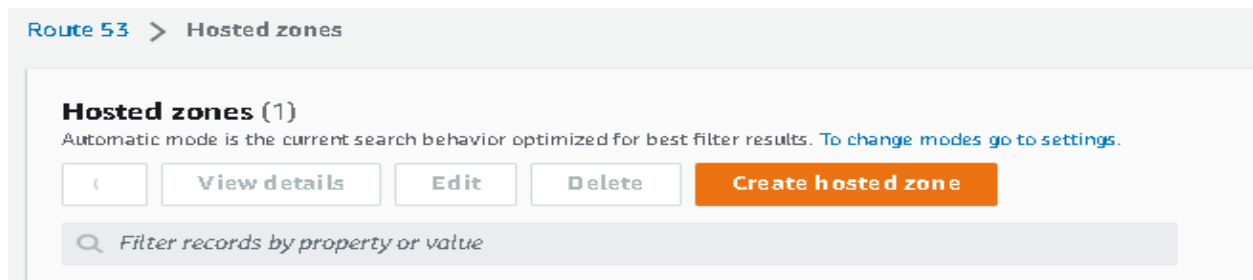 Route 53 > Hosted zones
Hosted zones (1)
Automatic mode is the current search behavior optimized for best filter results. To change modes go to settings.
View details Edit Delete Create hosted zone
Filter records by property or value